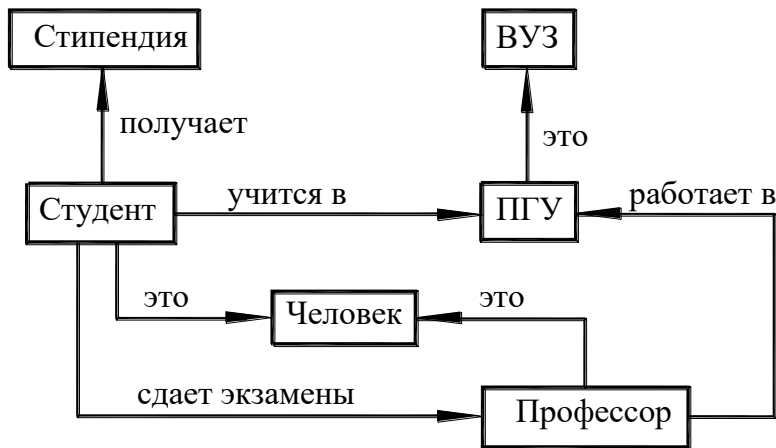 Стипендия
ВУЗ
получает
это
Студент
учится в
ПГУ
работает в
это
Человек
это
сдает экзамены
Профессор